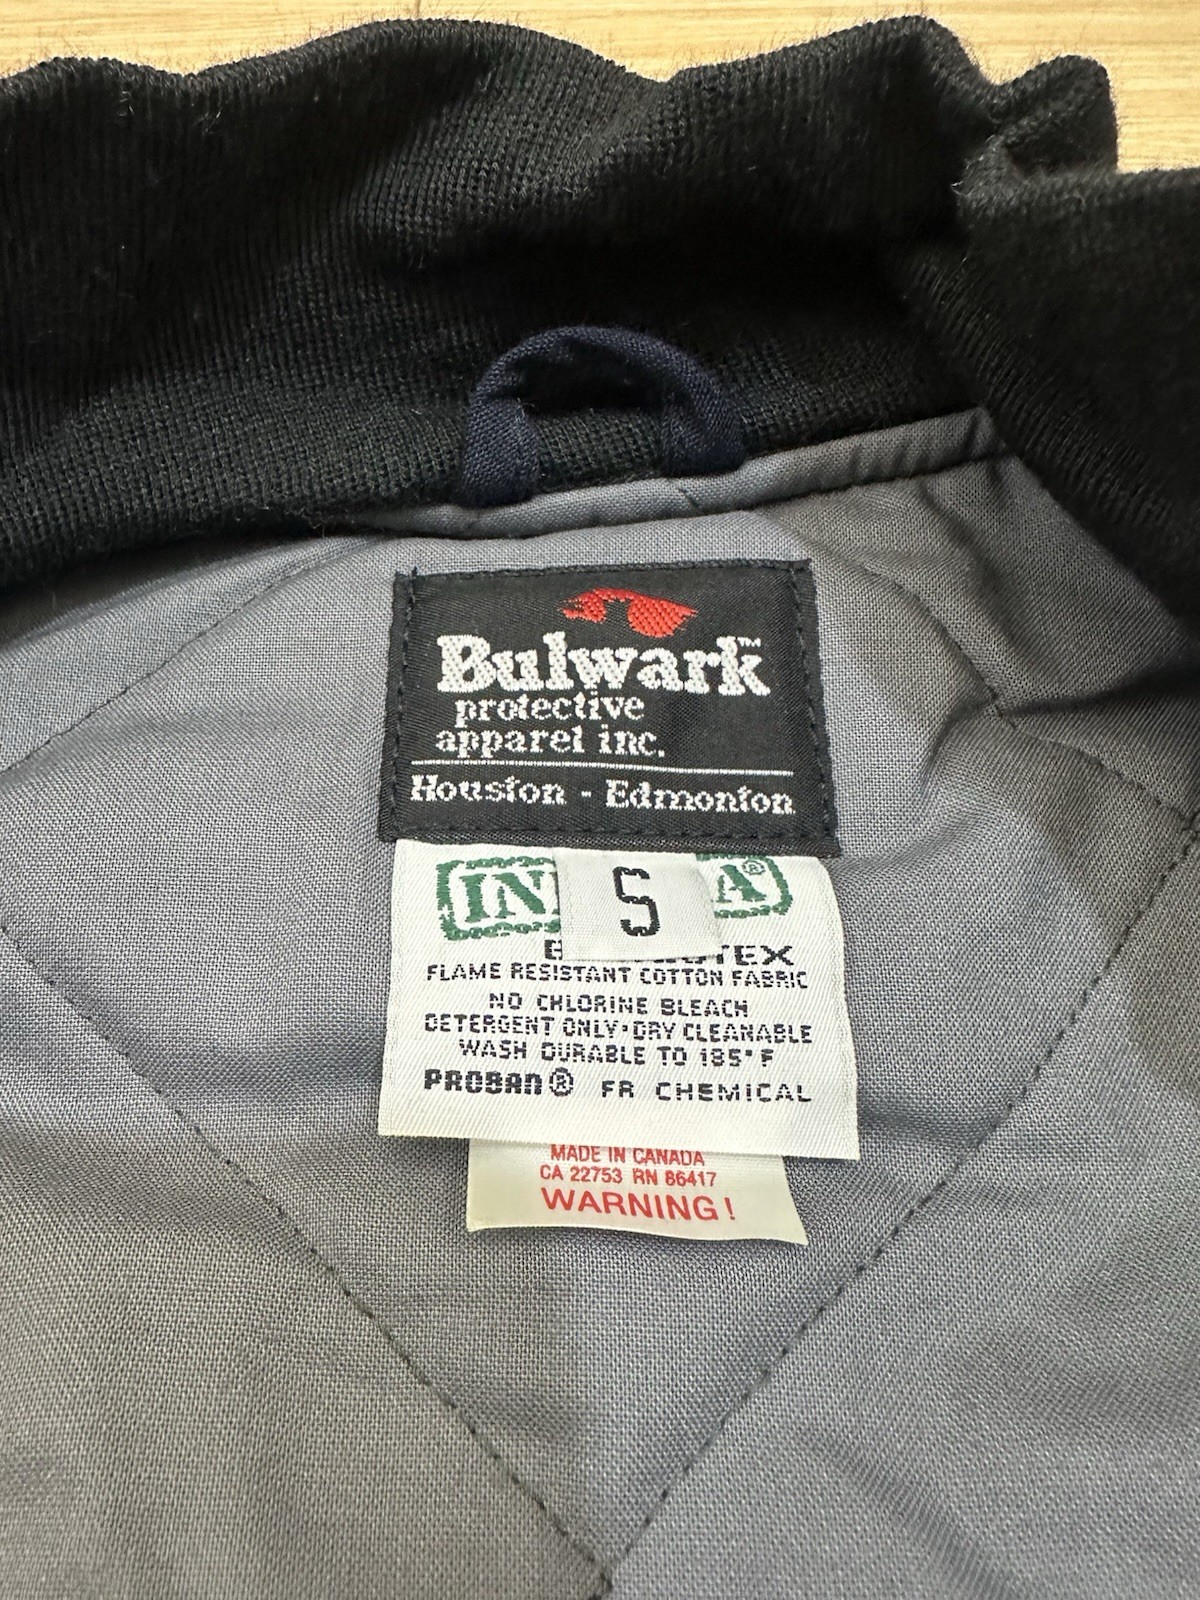 Bulwark™
protective
apparel inc.
Houston - Edmonton
S
FLAME RESISTANT COTTON FABRIC
NO CHLORINE BLEACH
DETERGENT ONLY·DRY CLEANABLE
WASH DURABLE TO 185°F
PROBAN® FR CHEMICAL
MADE IN CANADA
CA 22753 RN 86417
WARNING!